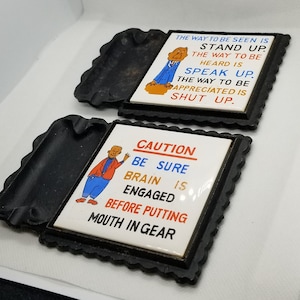 THE WAY TO BE SEEN IS
STAND UP.
THE WAY TO BE
HEARD IS
SPEAK UP.
THE WAY TO BE
APPRECIATED IS
SHUT UP.
CAUTION
BE SURE
BRAIN IS
ENGAGED
BEFORE PUTTING
MOUTH IN GEAR